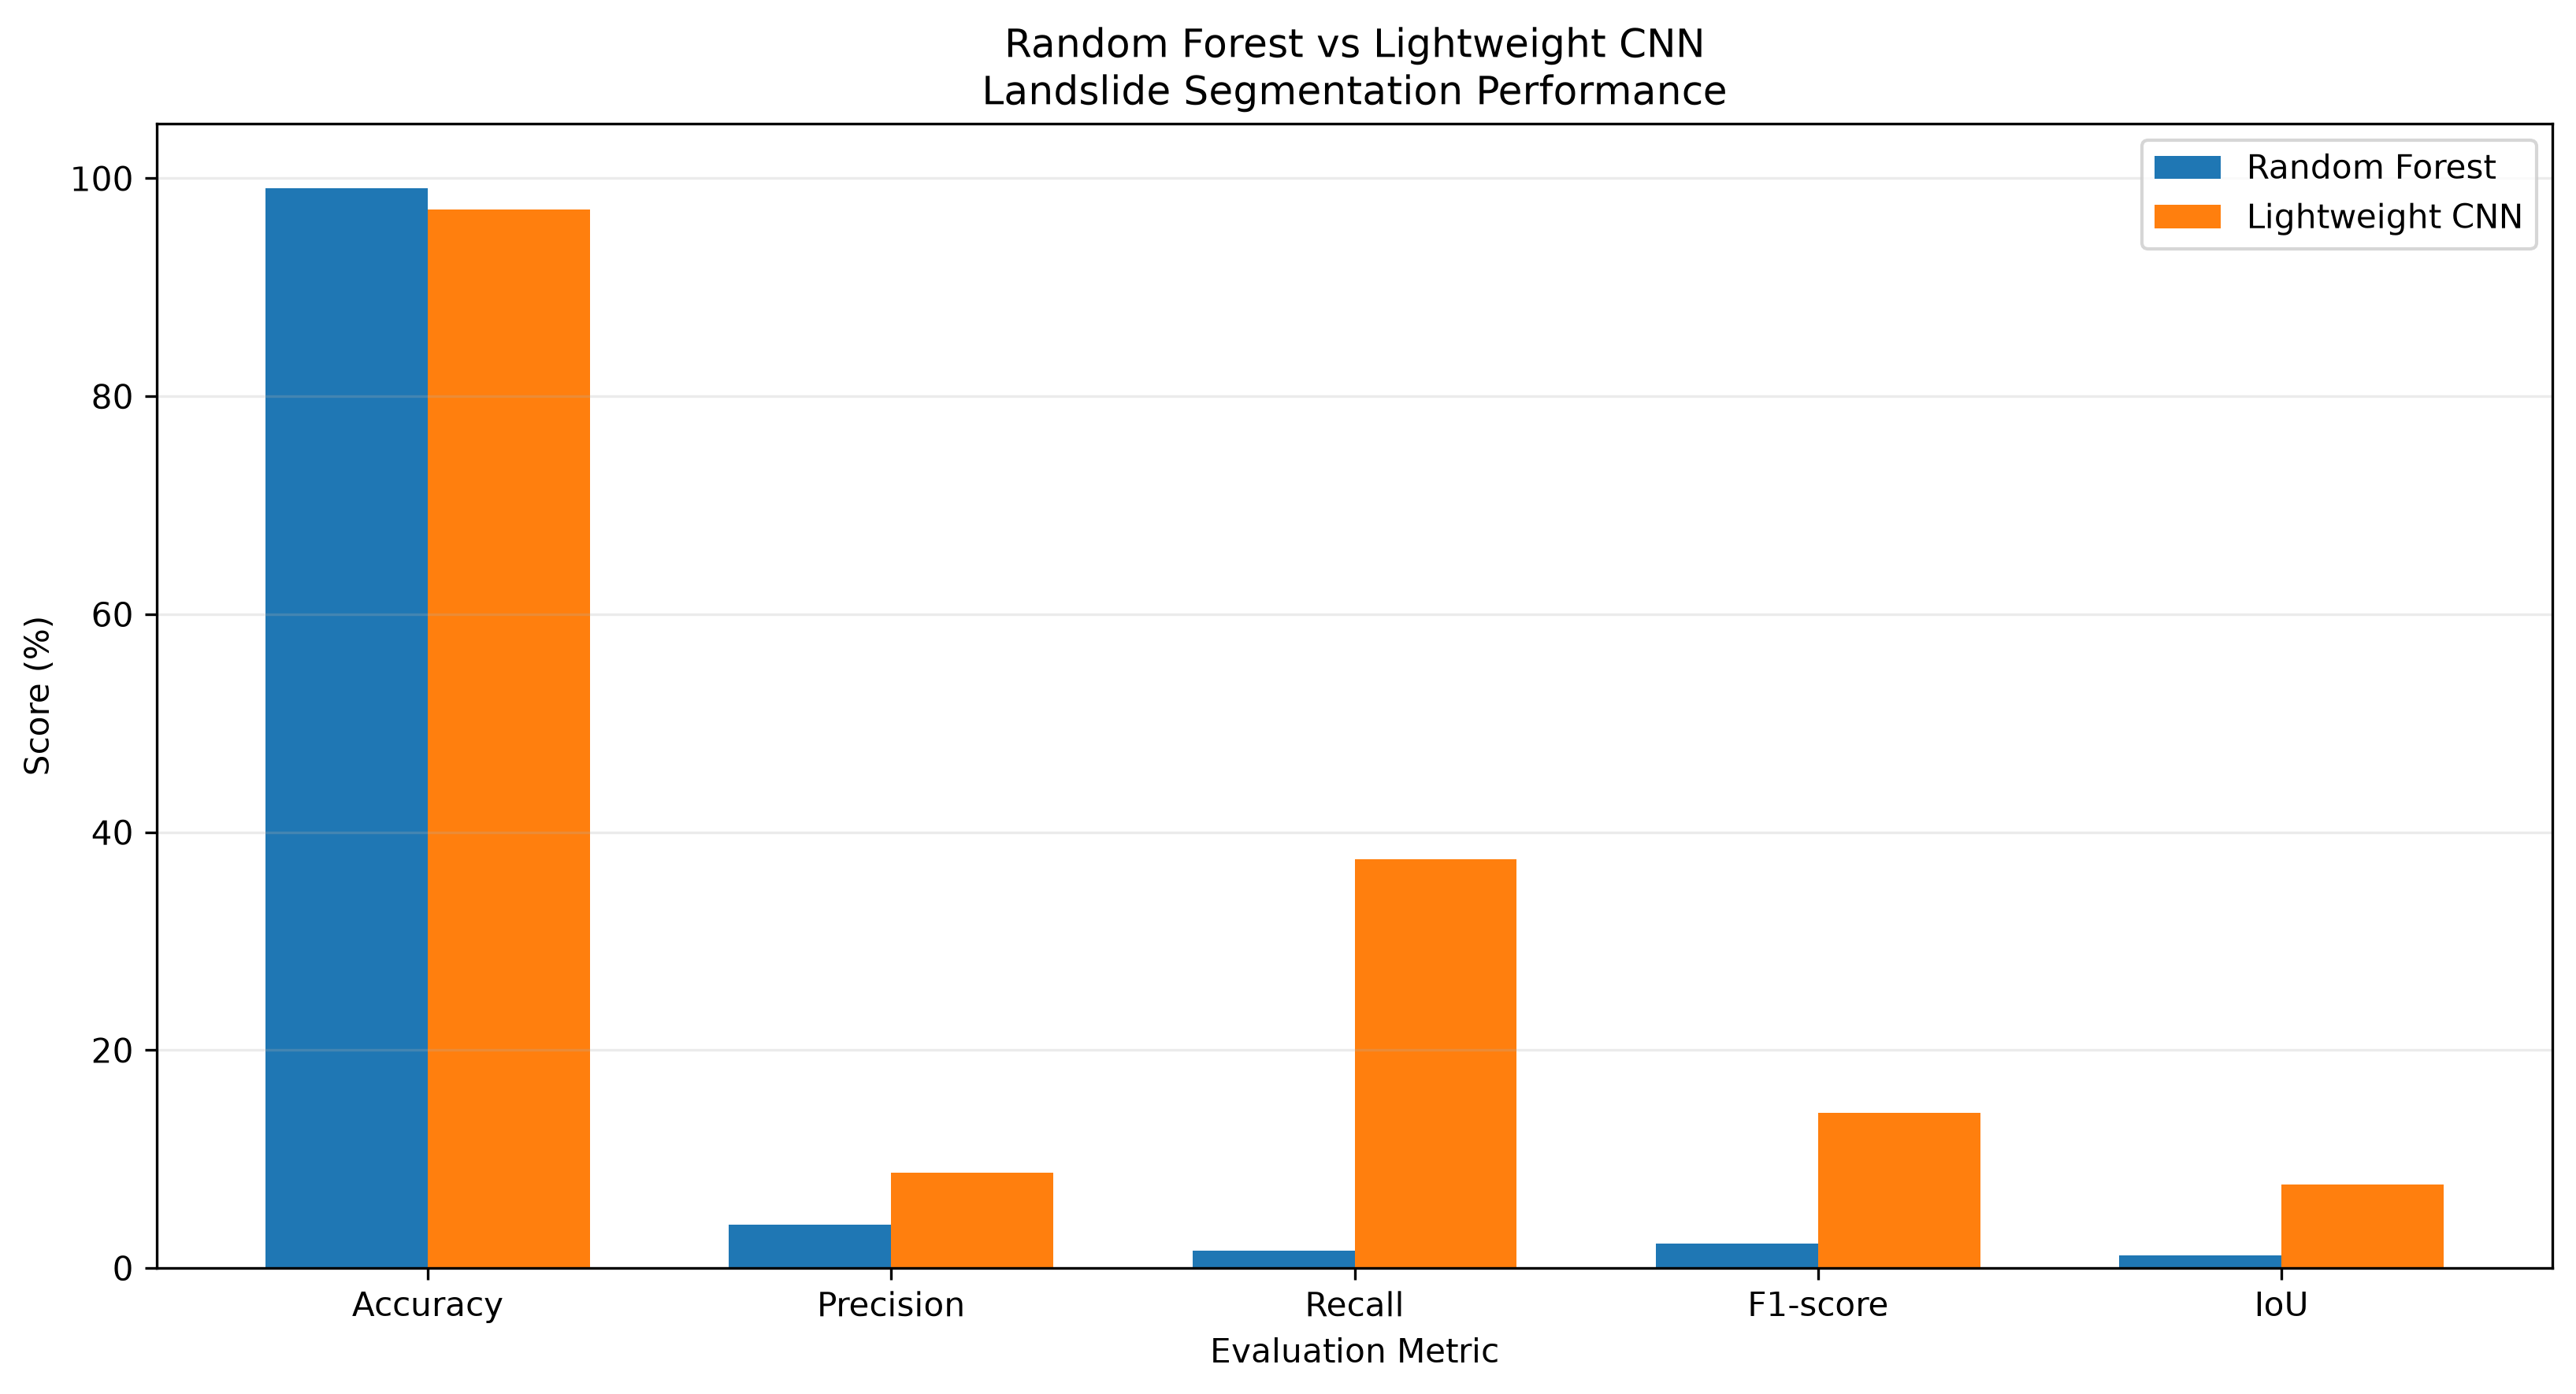 Random Forest vs Lightweight CNN
Landslide Segmentation Performance
Random Forest
Lightweight CNN
Score (%)
100
80
60
40
20
0
Accuracy
Precision
Recall
F1-score
IoU
Evaluation Metric